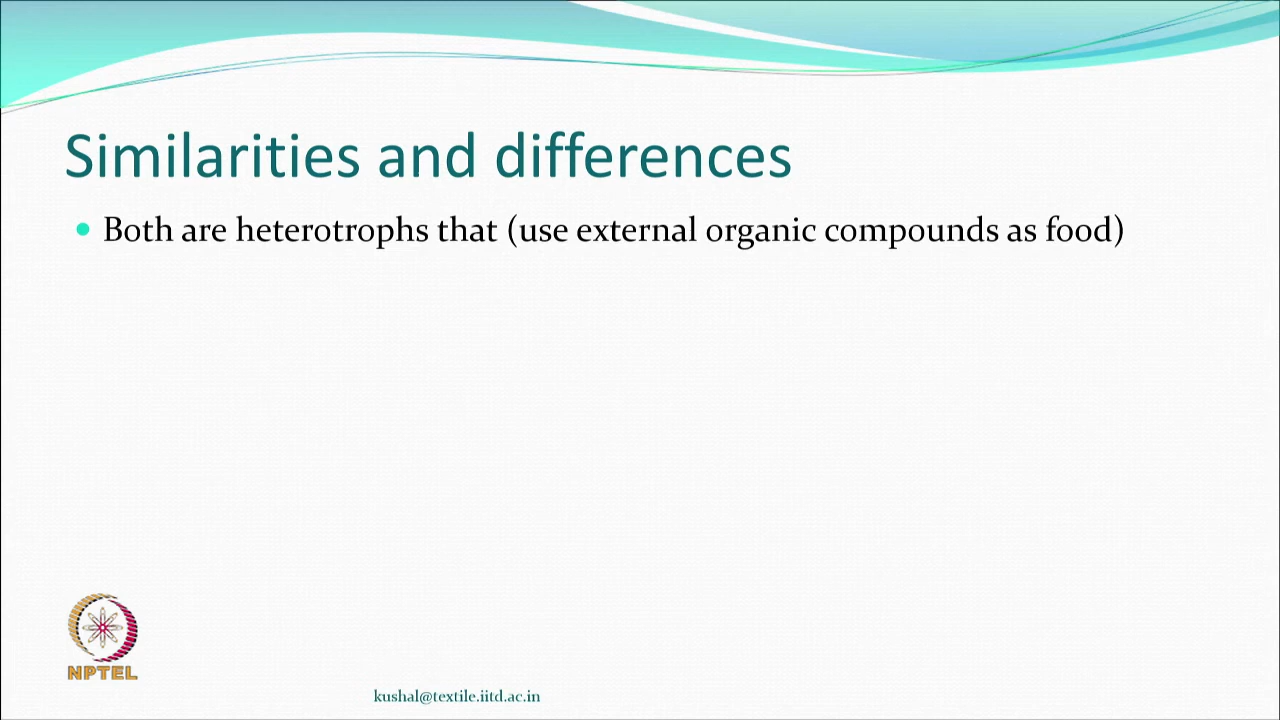 Similarities and differences
Both are heterotrophs that (use external organic compounds as food)
NPTEL
kushal@textile.iitd.ac.in